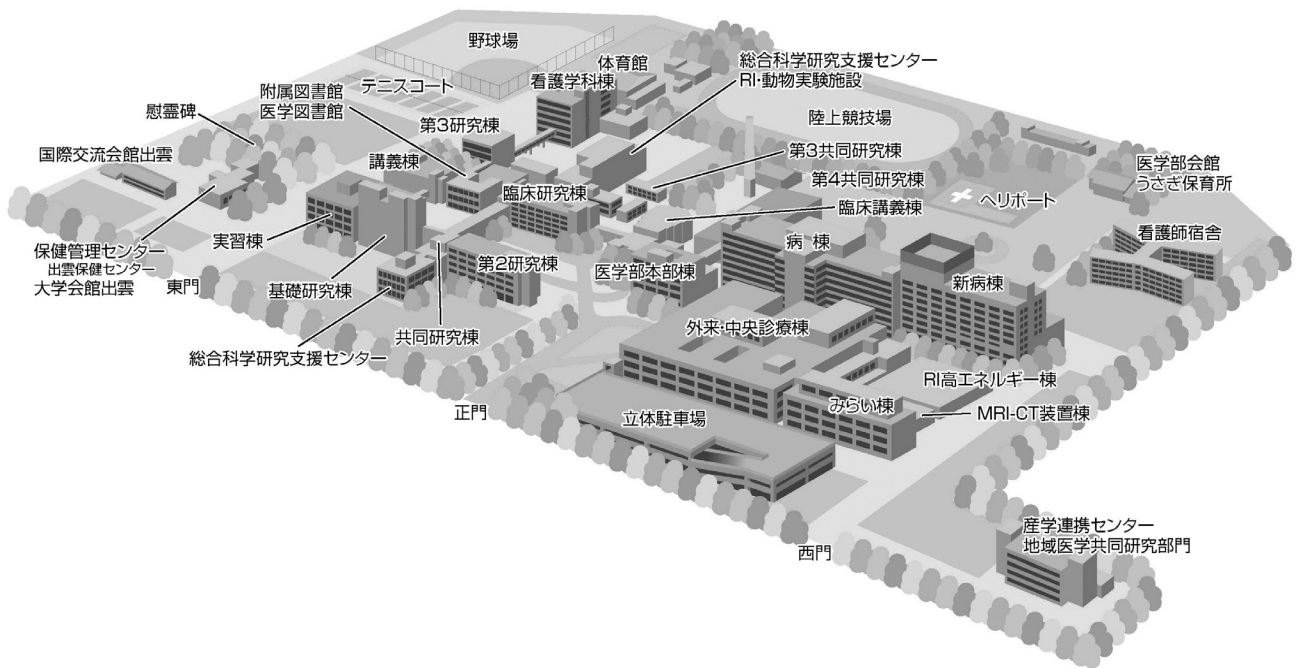 野球場
体育館
看護学科棟
総合科学研究支援センター
RI・動物実験施設
テニスコート
附属図書館
医学図書館
慰霊碑
第3研究棟
陸上競技場
国際交流会館出雲
講義棟
第3共同研究棟
医学部会館
うさぎ保育所
臨床研究棟
第4共同研究棟
ヘリポート
臨床講義棟
看護師宿舎
保健管理センター
出雲保健センター
大学会館出雲
実習棟
病棟
東門
基礎研究棟
第2研究棟
医学部本部棟
新病棟
共同研究棟
総合科学研究支援センター
外来・中央診療棟
RI高エネルギー棟
正門
立体駐車場
みらい棟
MRI-CT装置棟
西門
産学連携センター
地域医学共同研究部門